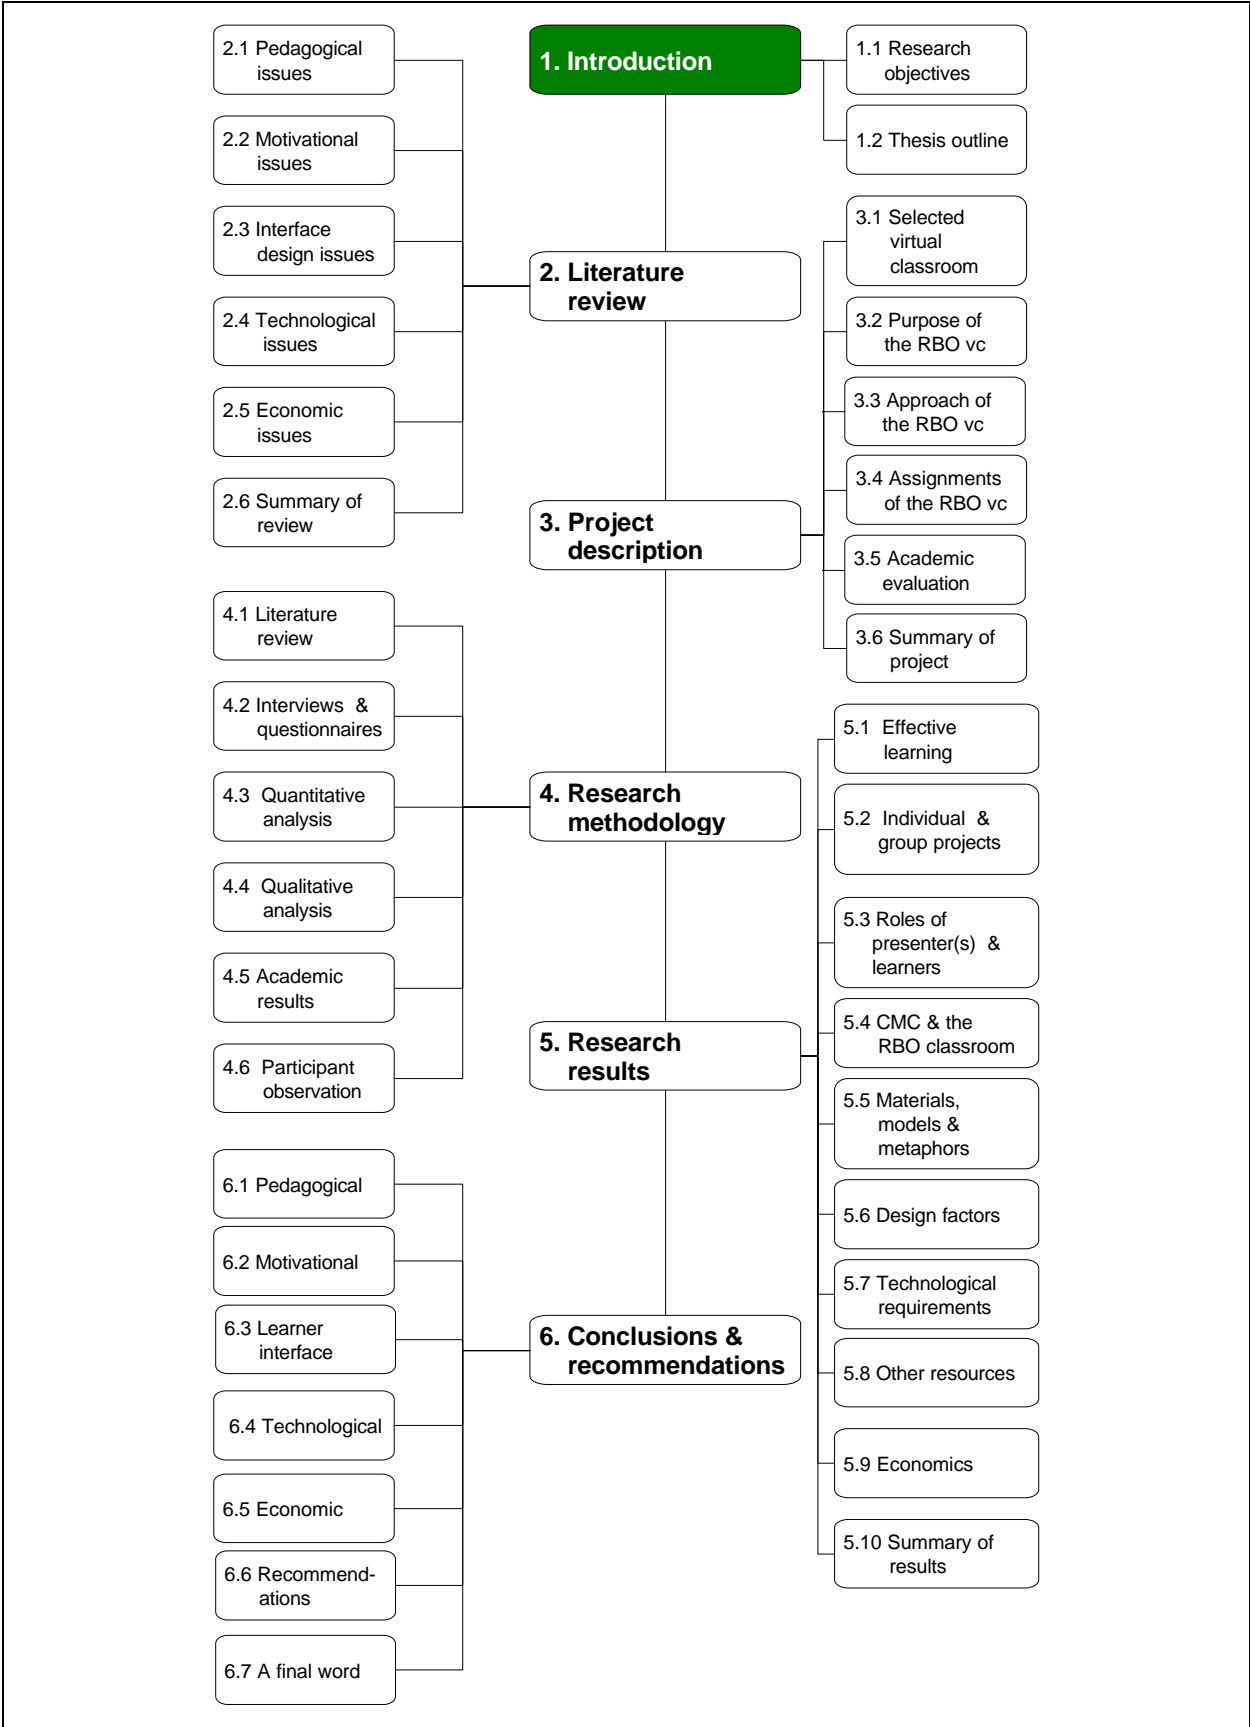 1. Introduction
1.1 Research
objectives
1.2 Thesis outline
2. Literature
review
2.1 Pedagogical
issues
2.2 Motivational
issues
2.3 Interface
design issues
2.4 Technological
issues
2.5 Economic
issues
2.6 Summary of
review
3. Project
description
3.1 Selected
virtual
classroom
3.2 Purpose of
the RBO vc
3.3 Approach of
the RBO vc
3.4 Assignments
of the RBO vc
3.5 Academic
evaluation
3.6 Summary of
project
4. Research
methodology
4.1 Literature
review
4.2 Interviews &
questionnaires
4.3 Quantitative
analysis
4.4 Qualitative
analysis
4.5 Academic
results
4.6 Participant
observation
5. Research
results
5.1 Effective
learning
5.2 Individual &
group projects
5.3 Roles of
presenter(s) &
learners
5.4 CMC & the
RBO classroom
5.5 Materials,
models &
metaphors
5.6 Design factors
5.7 Technological
requirements
5.8 Other resources
5.9 Economics
5.10 Summary of
results
6. Conclusions &
recommendations
6.1 Pedagogical
6.2 Motivational
6.3 Learner
interface
6.4 Technological
6.5 Economic
6.6 Recommend-
ations
6.7 A final word